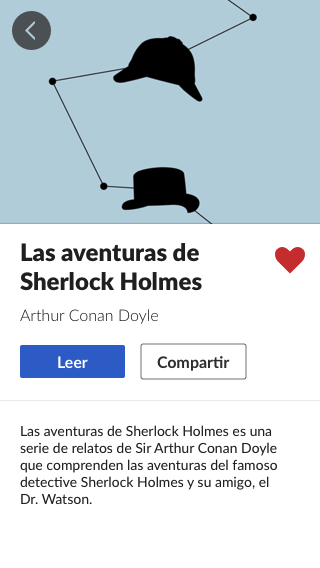 Las aventuras de
Sherlock Holmes
Arthur Conan Doyle
Leer
Compartir
Las aventuras de Sherlock Holmes es una
serie de relatos de Sir Arthur Conan Doyle
que comprenden las aventuras del famoso
detective Sherlock Holmes y su amigo, el
Dr. Watson.